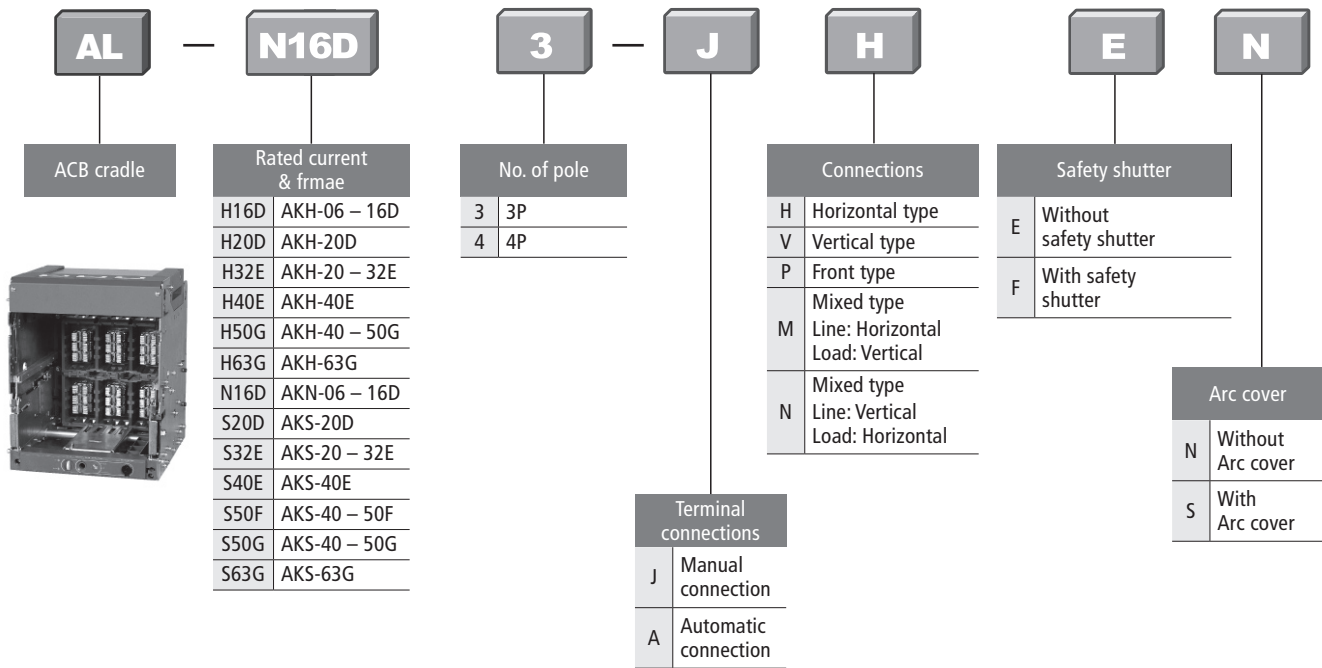 AL — N16D 3 — J H E N
ACB cradle
Rated current
& frmae
H16D AKH-06 – 16D
H20D AKH-20D
H32E AKH-20 – 32E
H40E AKH-40E
H50G AKH-40 – 50G
H63G AKH-63G
N16D AKN-06 – 16D
S20D AKS-20D
S32E AKS-20 – 32E
S40E AKS-40E
S50F AKS-40 – 50F
S50G AKS-40 – 50G
S63G AKS-63G
No. of pole
3 3P
4 4P
Terminal
connections
J Manual
connection
A Automatic
connection
Connections
H Horizontal type
V Vertical type
P Front type
M Mixed type
Line: Horizontal
Load: Vertical
N Mixed type
Line: Vertical
Load: Horizontal
Safety shutter
E Without
safety shutter
F With safety
shutter
Arc cover
N Without
Arc cover
S With
Arc cover